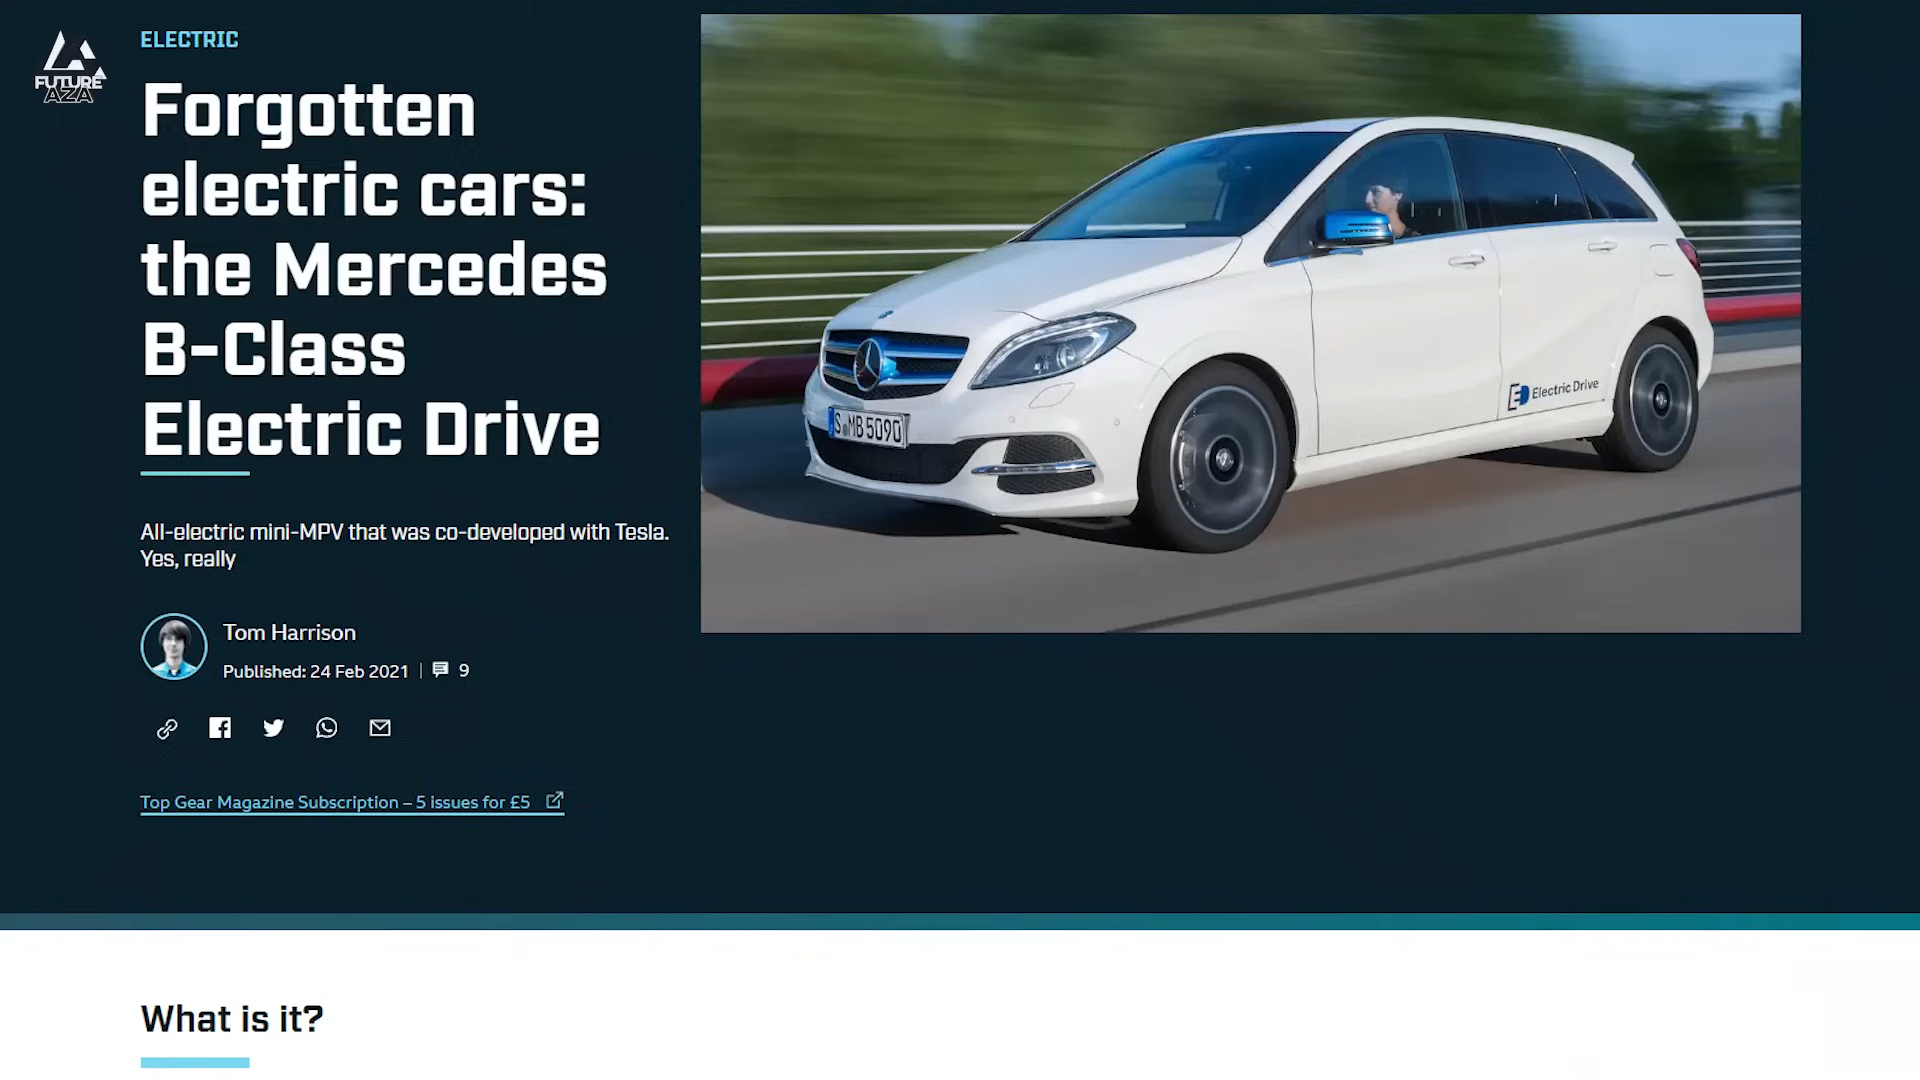 FUTURE
AZA
ELECTRIC
Forgotten
electric cars:
the Mercedes
B-Class
Electric Drive
All-electric mini-MPV that was co-developed with Tesla.
Yes, really
Tom Harrison
Published: 24 Feb 2021 | 9
Top Gear Magazine Subscription – 5 issues for £5
S MB 5090
ED Electric Drive
What is it?